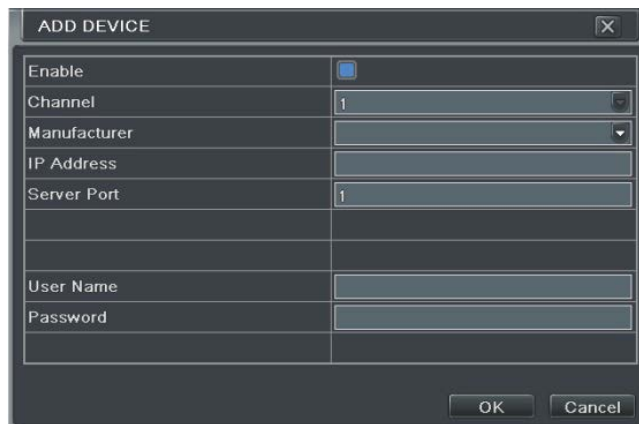 ADD DEVICE
Enable
Channel 1
Manufacturer
IP Address
Server Port 1
User Name
Password
OK Cancel